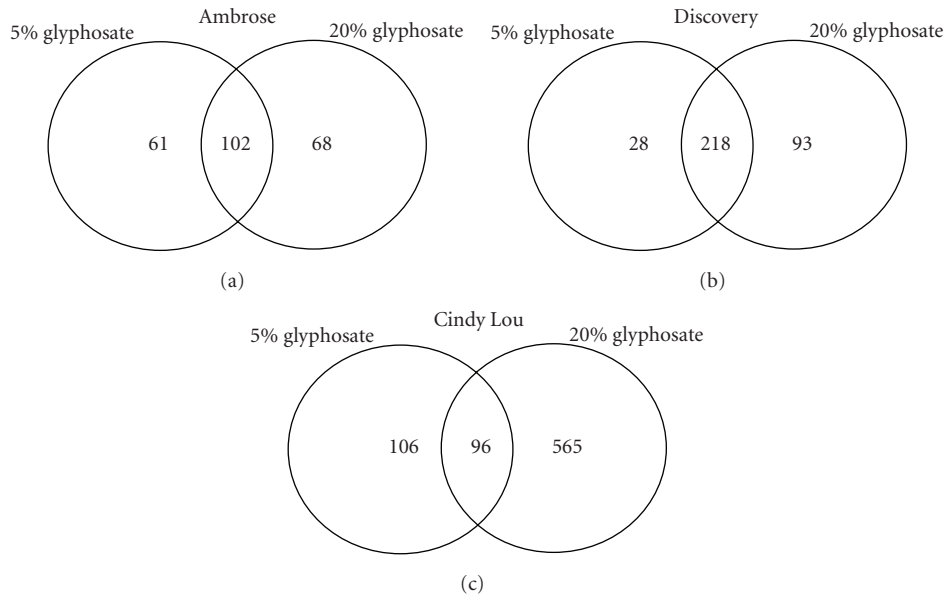 Ambrose
5% glyphosate
20% glyphosate
61
102
68
(a)
Discovery
5% glyphosate
20% glyphosate
28
218
93
(b)
Cindy Lou
5% glyphosate
20% glyphosate
106
96
565
(c)